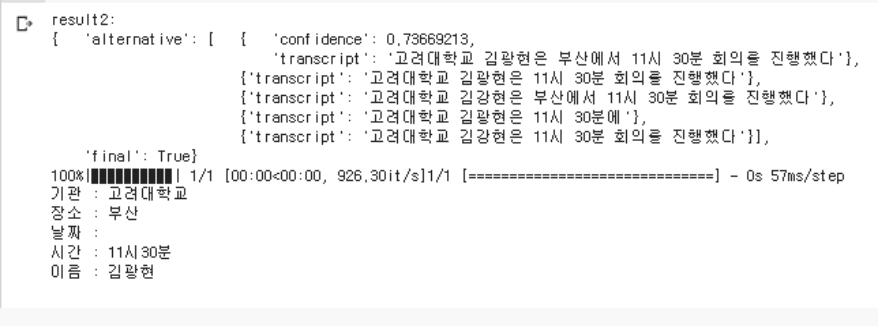 result2:
{ 'alternative': [ { 'confidence': 0.73669213,
'transcript': '고려대학교 김광현은 부산에서 11시 30분 회의를 진행했다'},
{'transcript': '고려대학교 김광현은 11시 30분 회의를 진행했다'},
{'transcript': '고려대학교 김강현은 부산에서 11시 30분 회의를 진행했다'},
{'transcript': '고려대학교 김광현은 11시 30분에'},
{'transcript': '고려대학교 김강현은 11시 30분 회의를 진행했다'}],
'final': True}
100%|██████████| 1/1 [00:00<00:00, 926.30it/s]1/1 [==============================] - 0s 57ms/step
기관 : 고려대학교
장소 : 부산
날짜 :
시간 : 11시30분
이름 : 김광현